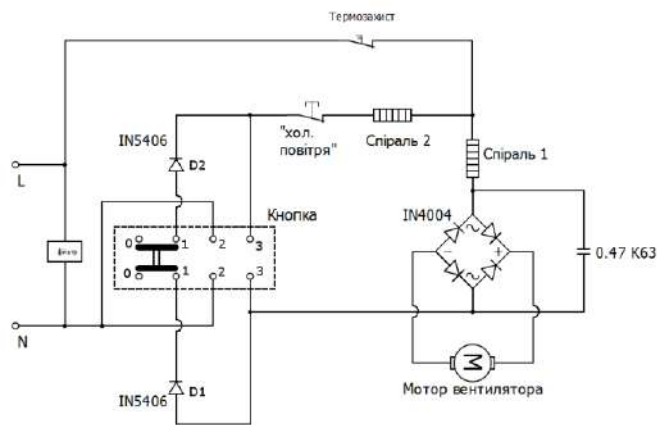 Термозахист
IN5406
D2
"хол.
повітря"
Спіраль 2
Спіраль 1
L
Кнопка
IN4004
0 1 2 3
0 1 2 3
− +
0.47 К63
N
M
D1
IN5406
Мотор вентилятора